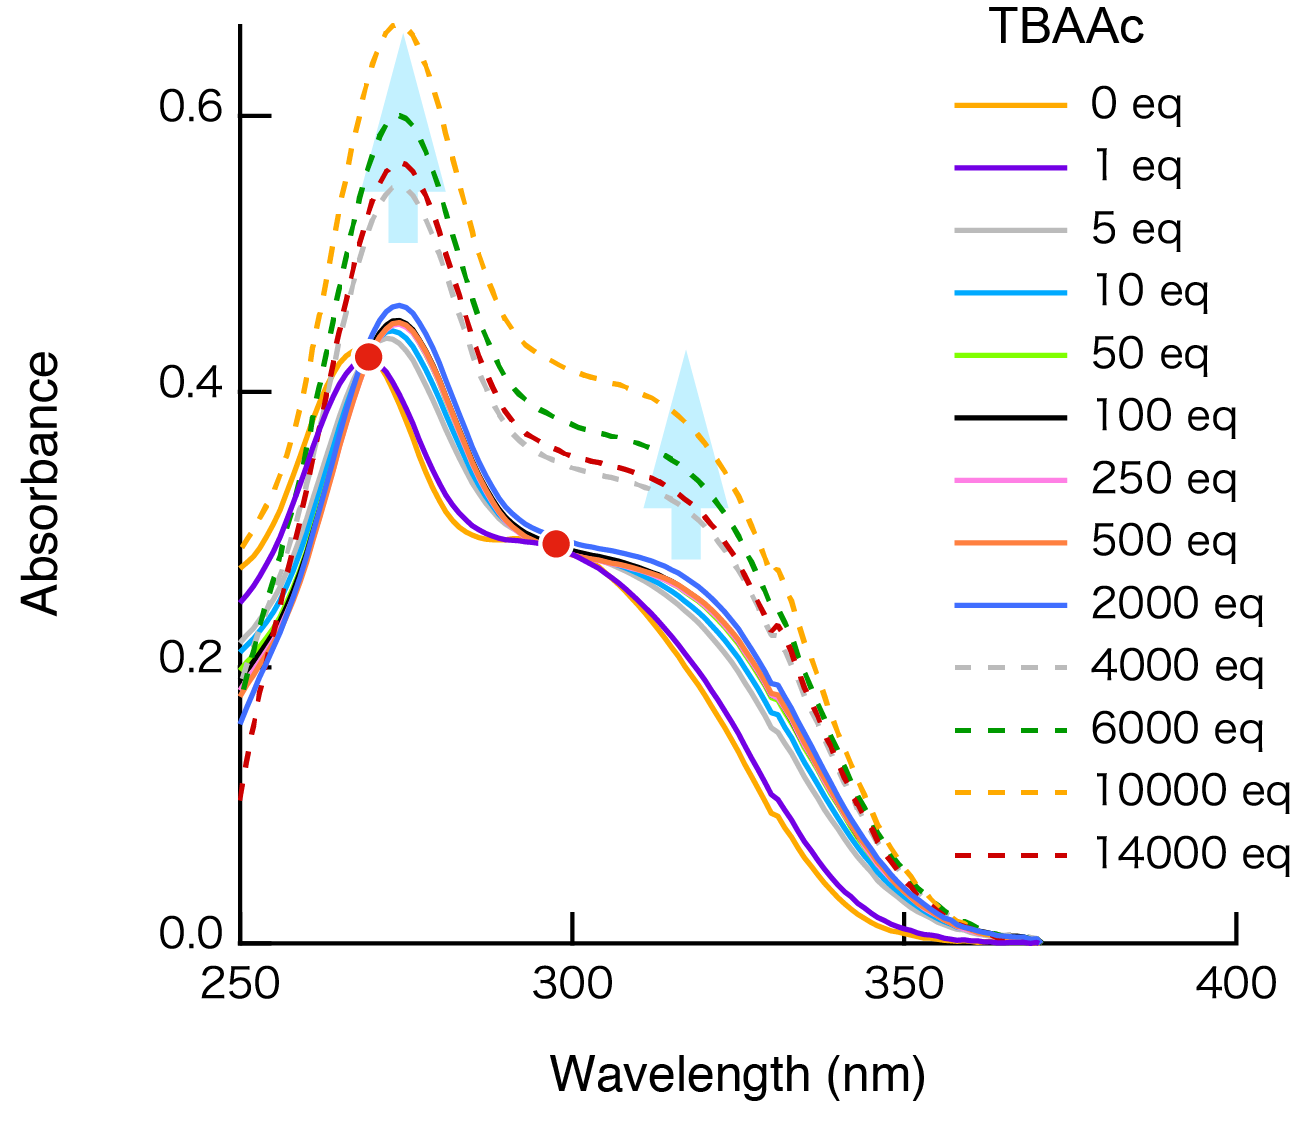 TBAAc
0 eq
1 eq
5 eq
10 eq
50 eq
100 eq
250 eq
500 eq
2000 eq
4000 eq
6000 eq
10000 eq
14000 eq
Absorbance
0.6
0.4
0.2
0.0
250 300 350 400
Wavelength (nm)